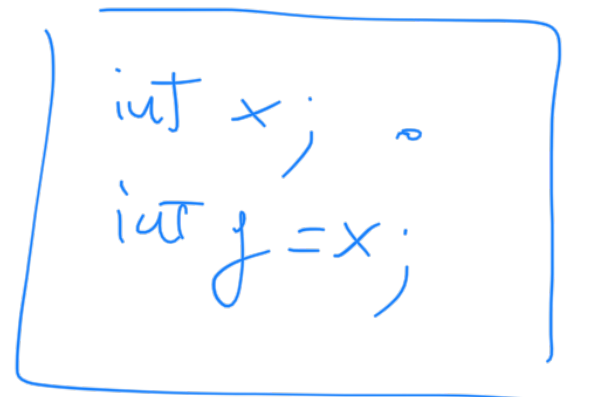 int x;
int y = x;